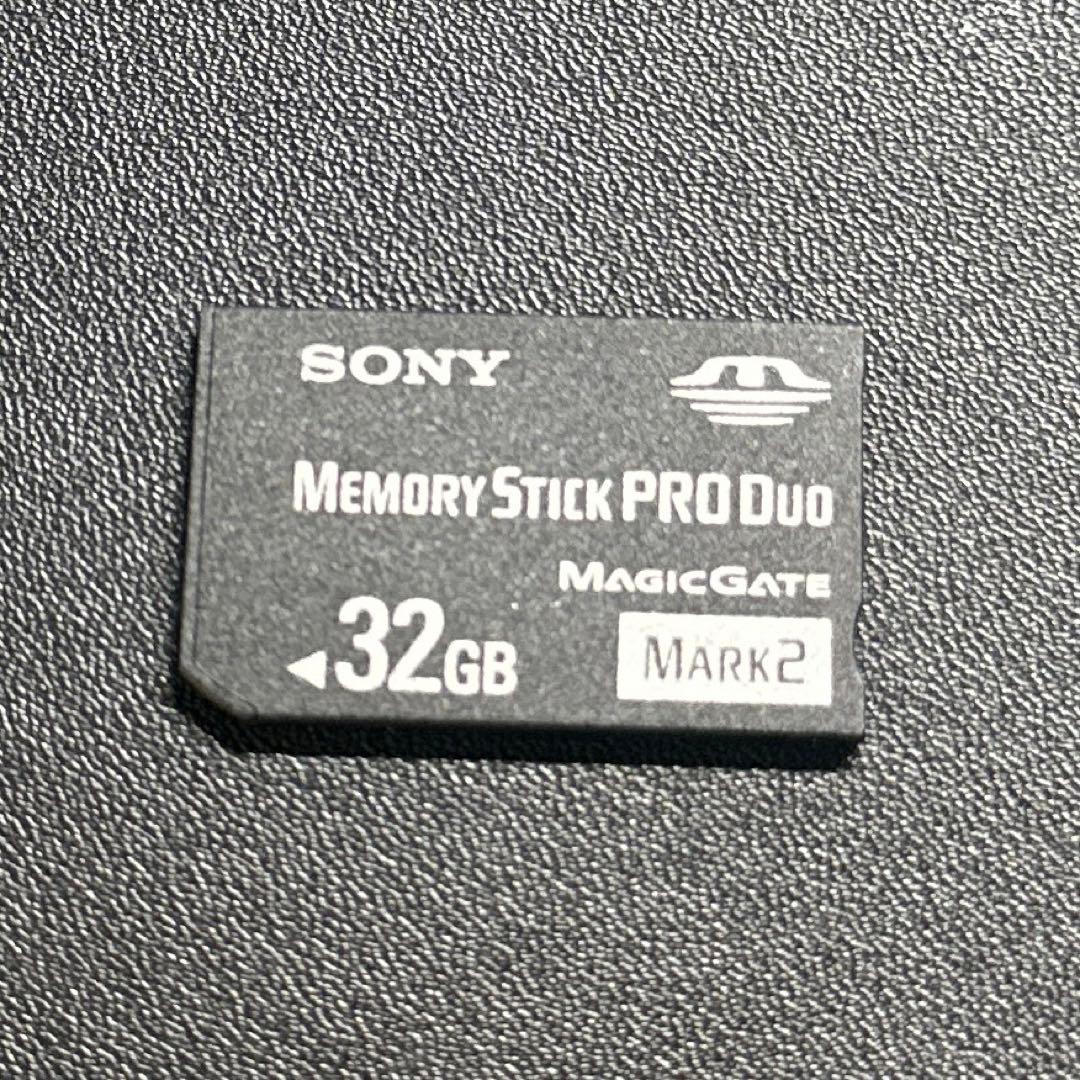 SONY
MEMORY STICK PRO DUO
MAGICGATE
32GB
MARK2